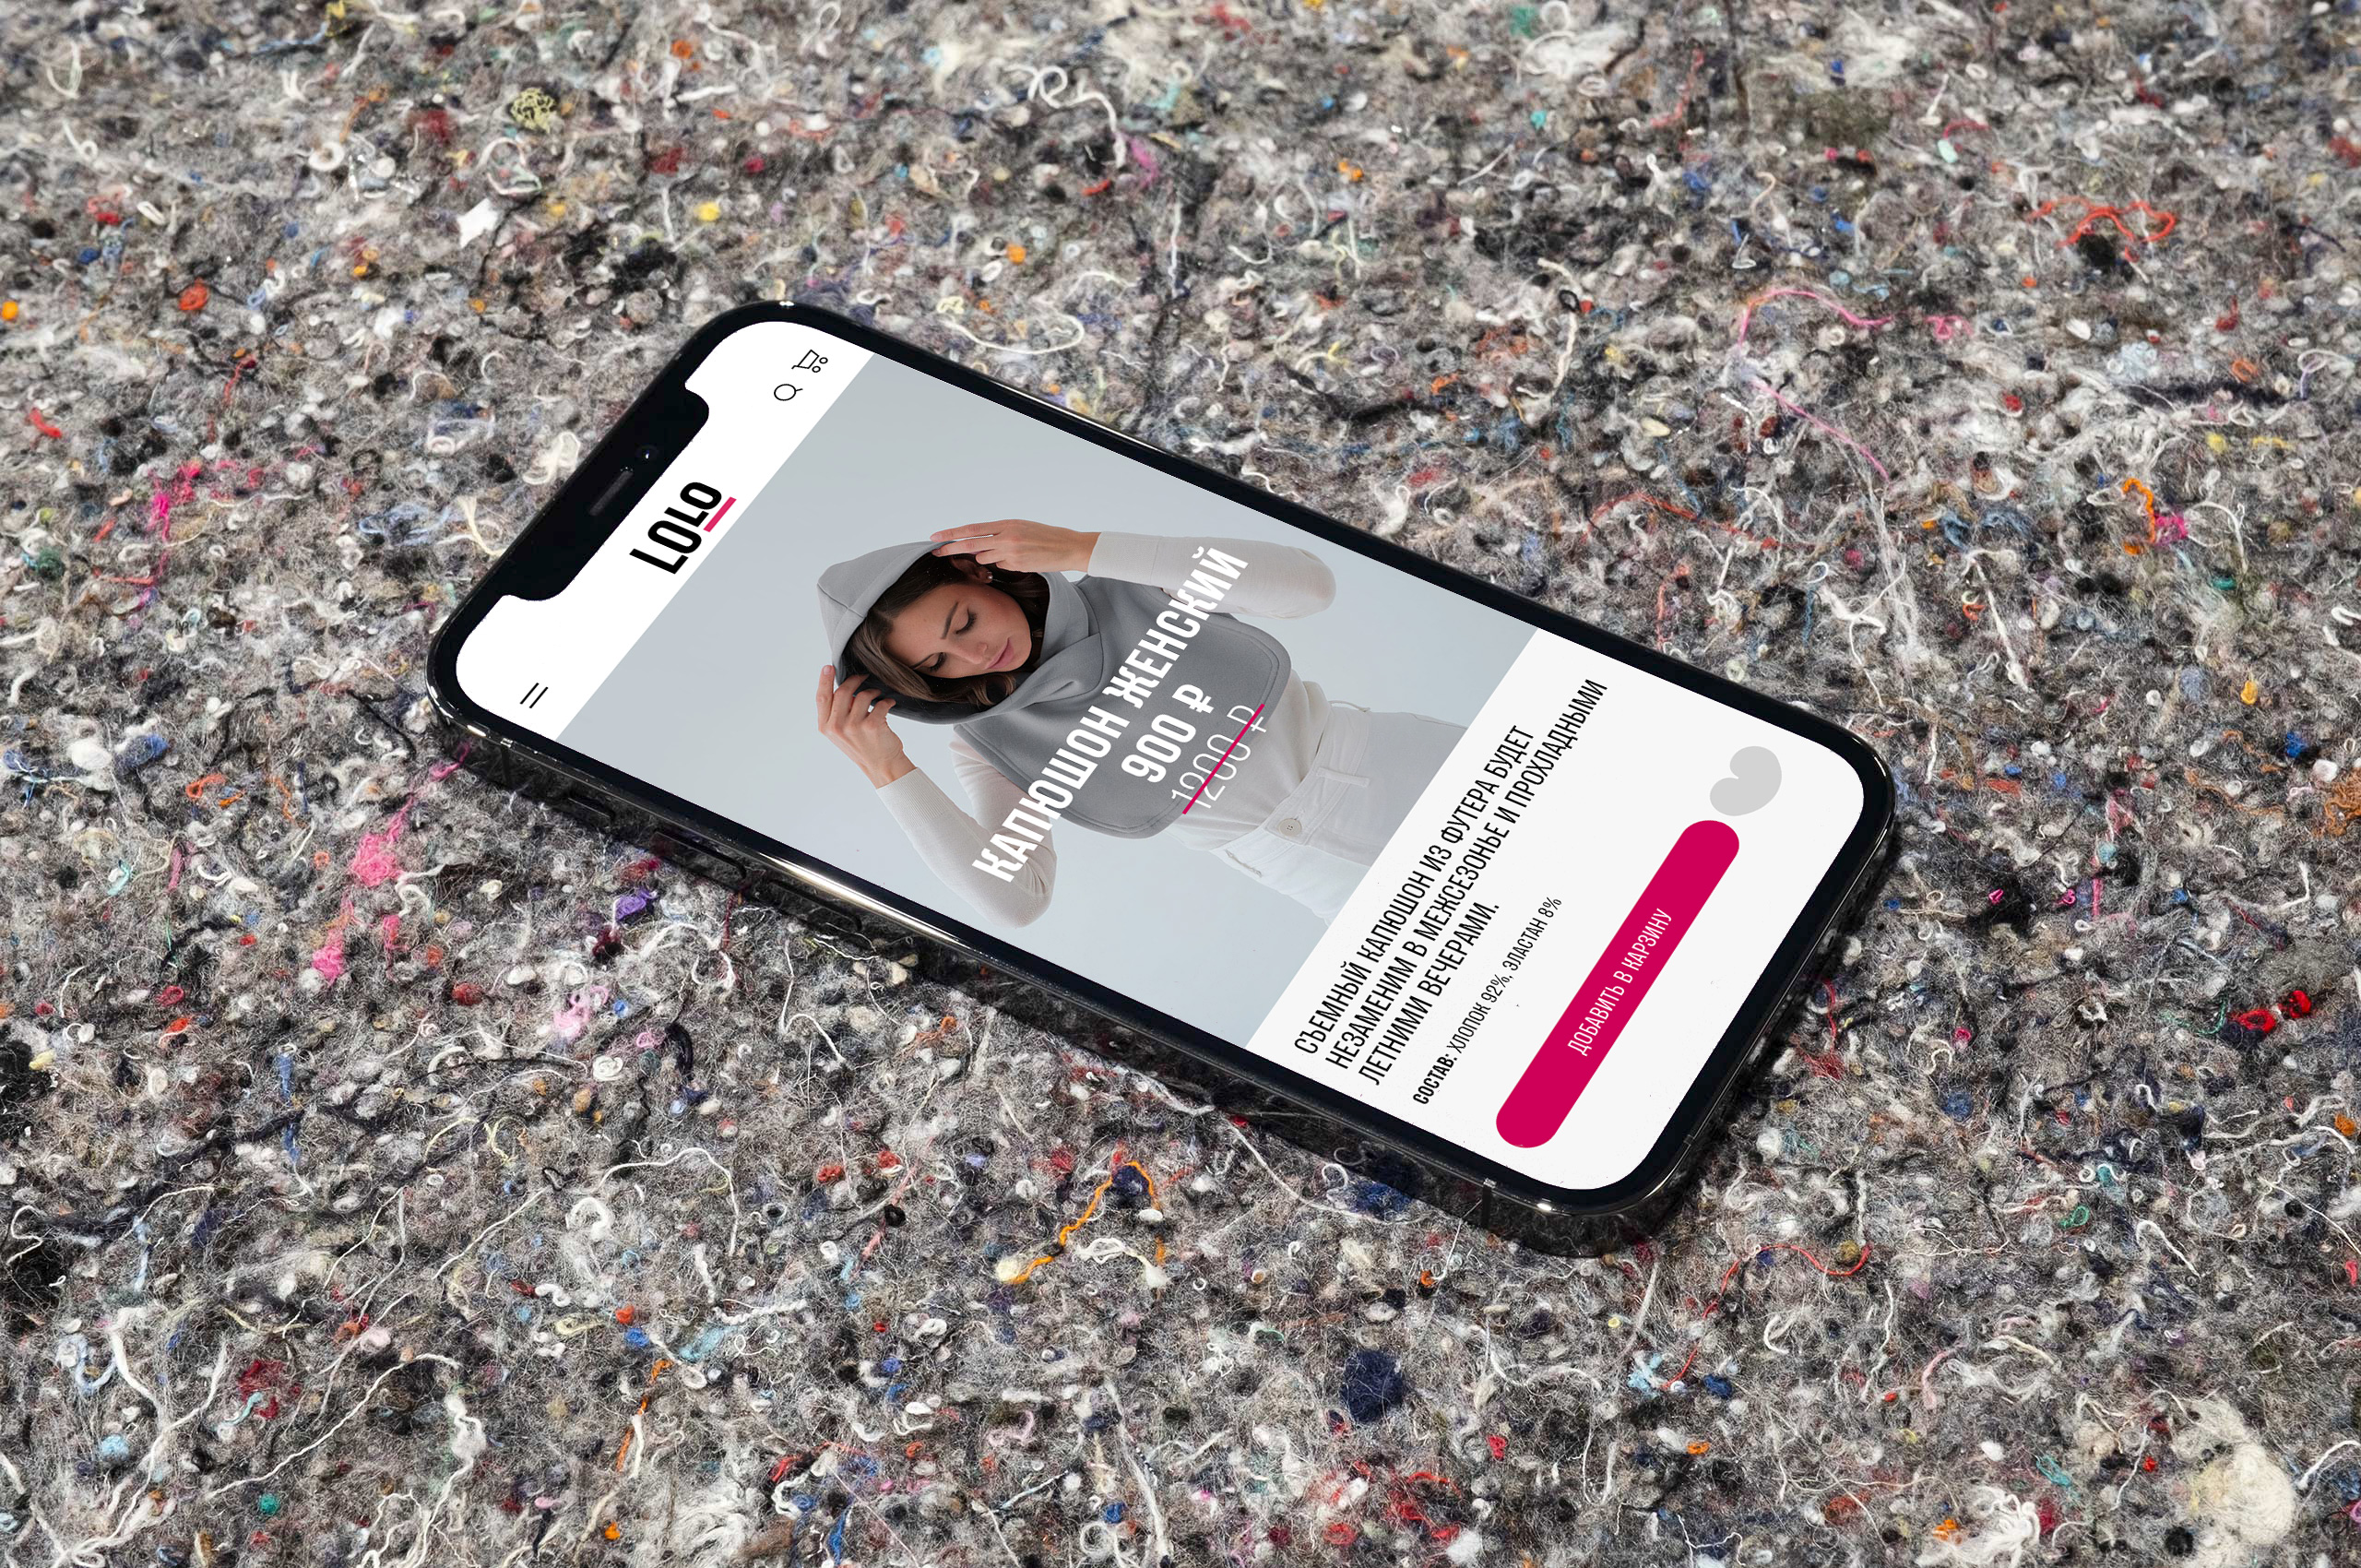 LOLO
КАПЮШОН ЖЕНСКИЙ
900 ₽
1200 ₽
СЪЕМНЫЙ КАПЮШОН ИЗ ФУТЕРА БУДЕТ
НЕЗАМЕНИМ В МЕЖСЕЗОНЬЕ И ПРОХЛАДНЫМИ
ЛЕТНИМИ ВЕЧЕРАМИ.
СОСТАВ: ХЛОПОК 92%, ЭЛАСТАН 8%
ДОБАВИТЬ В КАРЗИНУ